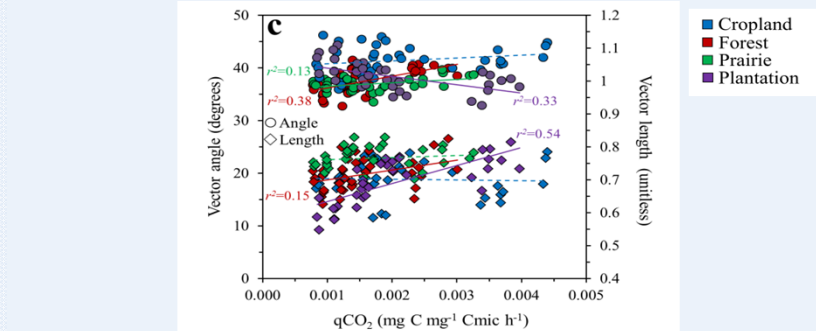 c
50
40
30
20
10
0
Vector angle (degrees)
r²=0.13
r²=0.38
r²=0.33
Angle
Length
r²=0.54
r²=0.15
1.2
1.1
1
0.9
0.8
0.7
0.6
0.5
0.4
Vector length (unitless)
0.000 0.001 0.002 0.003 0.004 0.005
qCO₂ (mg C mg⁻¹ Cmic h⁻¹)
Cropland
Forest
Prairie
Plantation